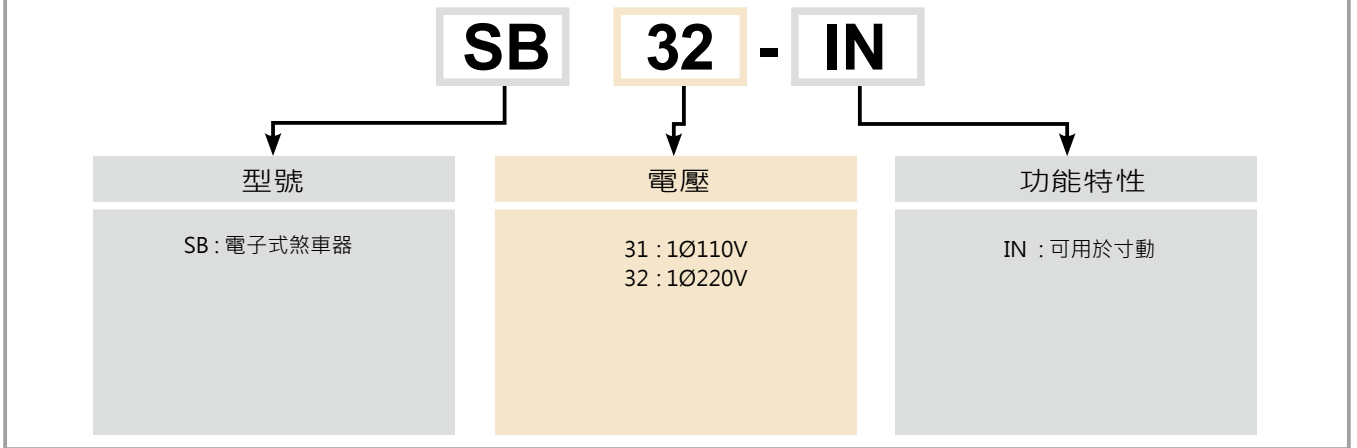 SB 32 - IN
型號
電壓
功能特性
SB : 電子式煞車器
31 : 1Ø110V
32 : 1Ø220V
IN : 可用於寸動